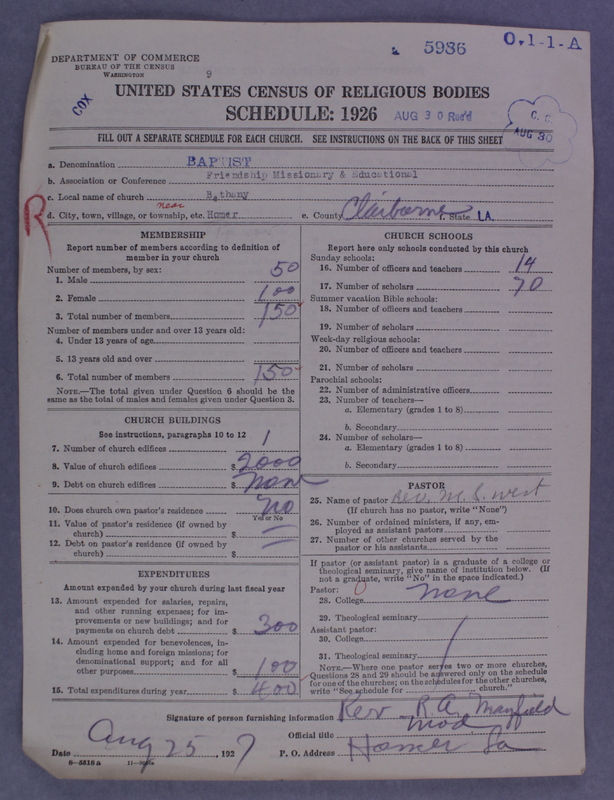 DEPARTMENT OF COMMERCE
BUREAU OF THE CENSUS
WASHINGTON
9
a 5936
O.1-1-A
COX
UNITED STATES CENSUS OF RELIGIOUS BODIES
SCHEDULE: 1926
AUG 30 Rec'd
C. C.
AUG 30
FILL OUT A SEPARATE SCHEDULE FOR EACH CHURCH. SEE INSTRUCTIONS ON THE BACK OF THIS SHEET
a. Denomination BAPTIST
b. Association or Conference Friendship Missionary & Educational
c. Local name of church Bethany
R
near
d. City, town, village, or township, etc. Homer e. County Claiborne f. State LA.
MEMBERSHIP
Report number of members according to definition of member in your church
Number of members, by sex:
1. Male 50
2. Female 100
3. Total number of members 150
Number of members under and over 13 years old:
4. Under 13 years of age
5. 13 years old and over
6. Total number of members 150
NOTE.—The total given under Question 6 should be the
same as the total of males and females given under Question 3.
CHURCH BUILDINGS
See instructions, paragraphs 10 to 12
7. Number of church edifices 1
8. Value of church edifices $ 2000
9. Debt on church edifices $ none
10. Does church own pastor's residence? no
Yes or No
11. Value of pastor's residence (if owned by
church) $
12. Debt on pastor's residence (if owned by
church) $
EXPENDITURES
Amount expended by your church during last fiscal year
13. Amount expended for salaries, repairs,
and other running expenses; for im-
provements or new buildings; and for
payments on church debt $ 300
14. Amount expended for benevolences, in-
cluding home and foreign missions; for
denominational support; and for all
other purposes $ 100
15. Total expenditures during year $ 400
CHURCH SCHOOLS
Report here only schools conducted by this church
Sunday schools:
16. Number of officers and teachers 14
17. Number of scholars 70
Summer vacation Bible schools:
18. Number of officers and teachers
19. Number of scholars
Week-day religious schools:
20. Number of officers and teachers
21. Number of scholars
Parochial schools:
22. Number of administrative officers
23. Number of teachers—
a. Elementary (grades 1 to 8)
b. Secondary
24. Number of scholars—
a. Elementary (grades 1 to 8)
b. Secondary
PASTOR
25. Name of pastor Rev. M. S. West
(If church has no pastor, write "None")
26. Number of ordained ministers, if any, em-
ployed as assistant pastors
27. Number of other churches served by the
pastor or his assistants
If pastor (or assistant pastor) is a graduate of a college or
theological seminary, give name of institution below. (If
not a graduate, write "No" in the space indicated.)
Pastor: 0
28. College none
29. Theological seminary
Assistant pastor:
30. College
31. Theological seminary
NOTE.—Where one pastor serves two or more churches,
Questions 28 and 29 should be answered only on the schedule
for one of the churches; on the schedules for the other churches,
write "See schedule for church."
Signature of person furnishing information Rev R. A. Mayfield
Official title Mod
Date Aug 25, 1927 P. O. Address Homer La
8-5518 a